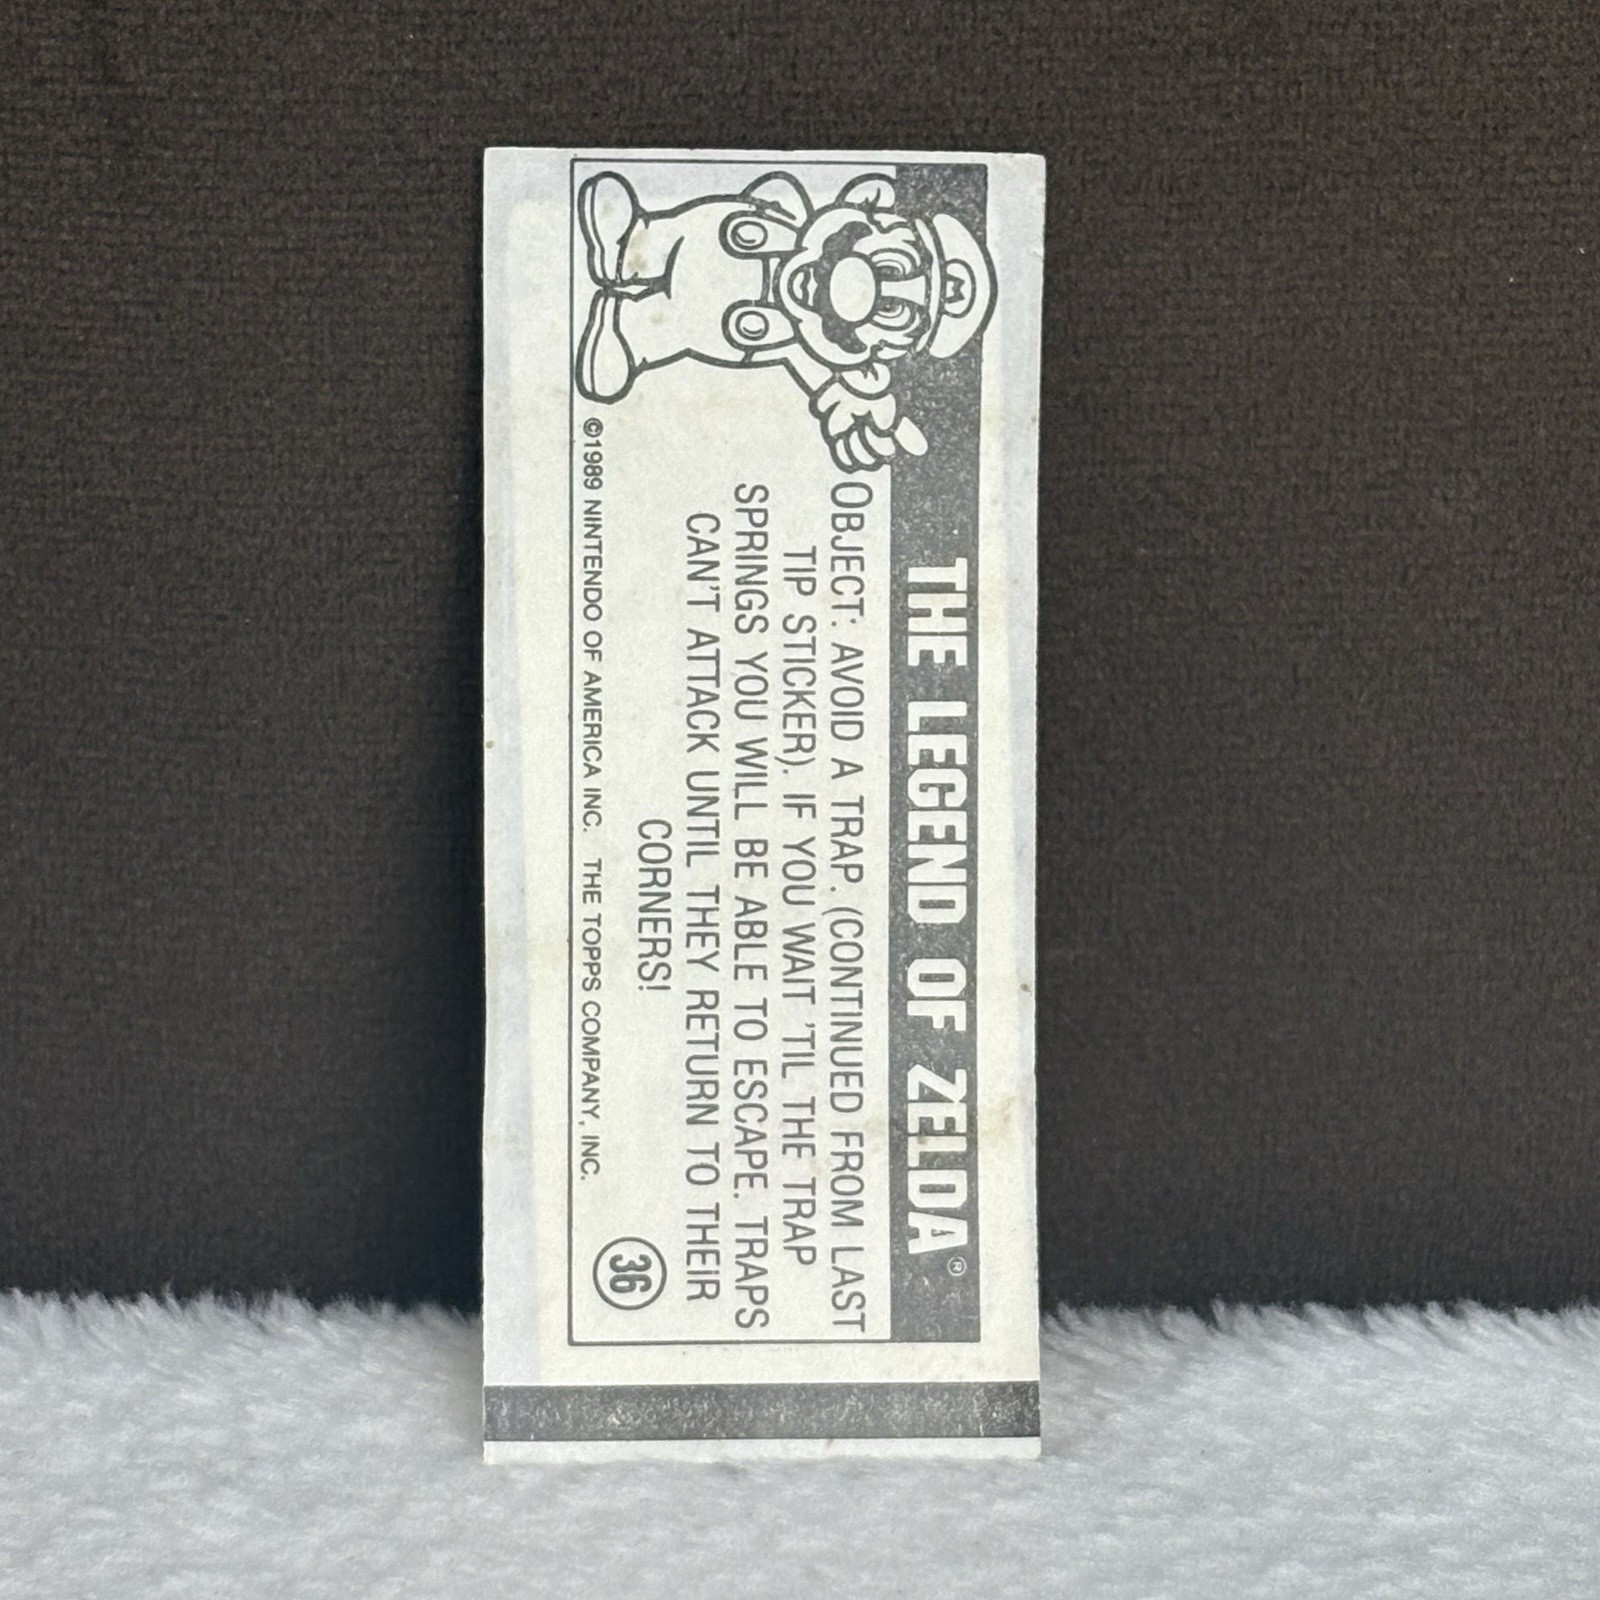 THE LEGEND OF ZELDA®
OBJECT: AVOID A TRAP. (CONTINUED FROM LAST
TIP STICKER). IF YOU WAIT 'TIL THE TRAP
SPRINGS YOU WILL BE ABLE TO ESCAPE. TRAPS
CAN'T ATTACK UNTIL THEY RETURN TO THEIR
CORNERS!
©1989 NINTENDO OF AMERICA INC. THE TOPPS COMPANY, INC.
36
M